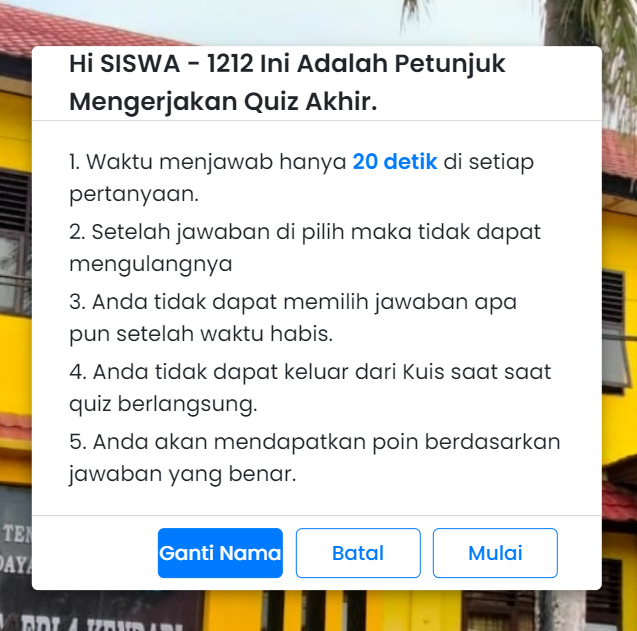 Hi SISWA - 1212 Ini Adalah Petunjuk
Mengerjakan Quiz Akhir.
1. Waktu menjawab hanya 20 detik di setiap
pertanyaan.
2. Setelah jawaban di pilih maka tidak dapat
mengulangnya
3. Anda tidak dapat memilih jawaban apa
pun setelah waktu habis.
4. Anda tidak dapat keluar dari Kuis saat saat
quiz berlangsung.
5. Anda akan mendapatkan poin berdasarkan
jawaban yang benar.
Ganti Nama Batal Mulai